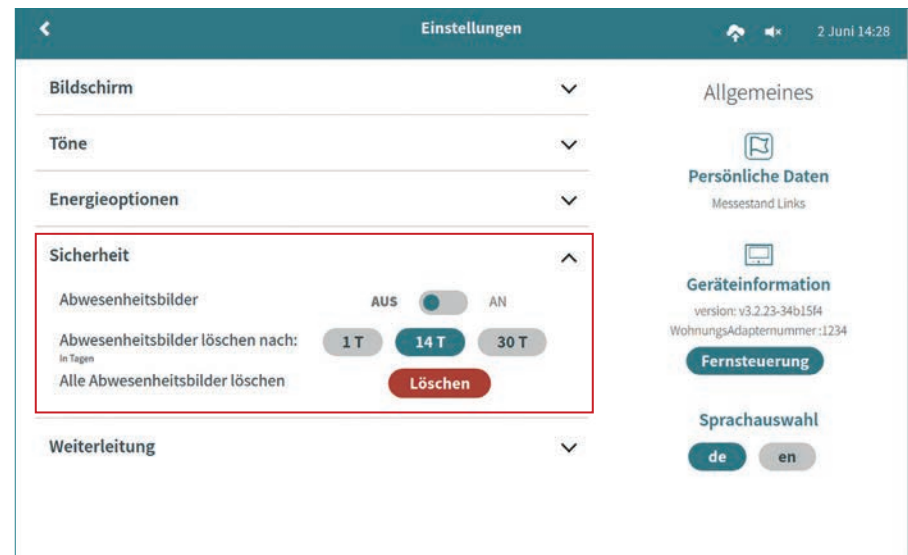 Einstellungen
2 Juni 14:28
Bildschirm
Töne
Energieoptionen
Sicherheit
Abwesenheitsbilder AUS AN
Abwesenheitsbilder löschen nach: 1 T 14 T 30 T
In Tagen
Alle Abwesenheitsbilder löschen Löschen
Weiterleitung
Allgemeines
Persönliche Daten
Messestand Links
Geräteinformation
version: v3.2.23-34b15f4
WohnungsAdapternummer:1234
Fernsteuerung
Sprachauswahl
de en